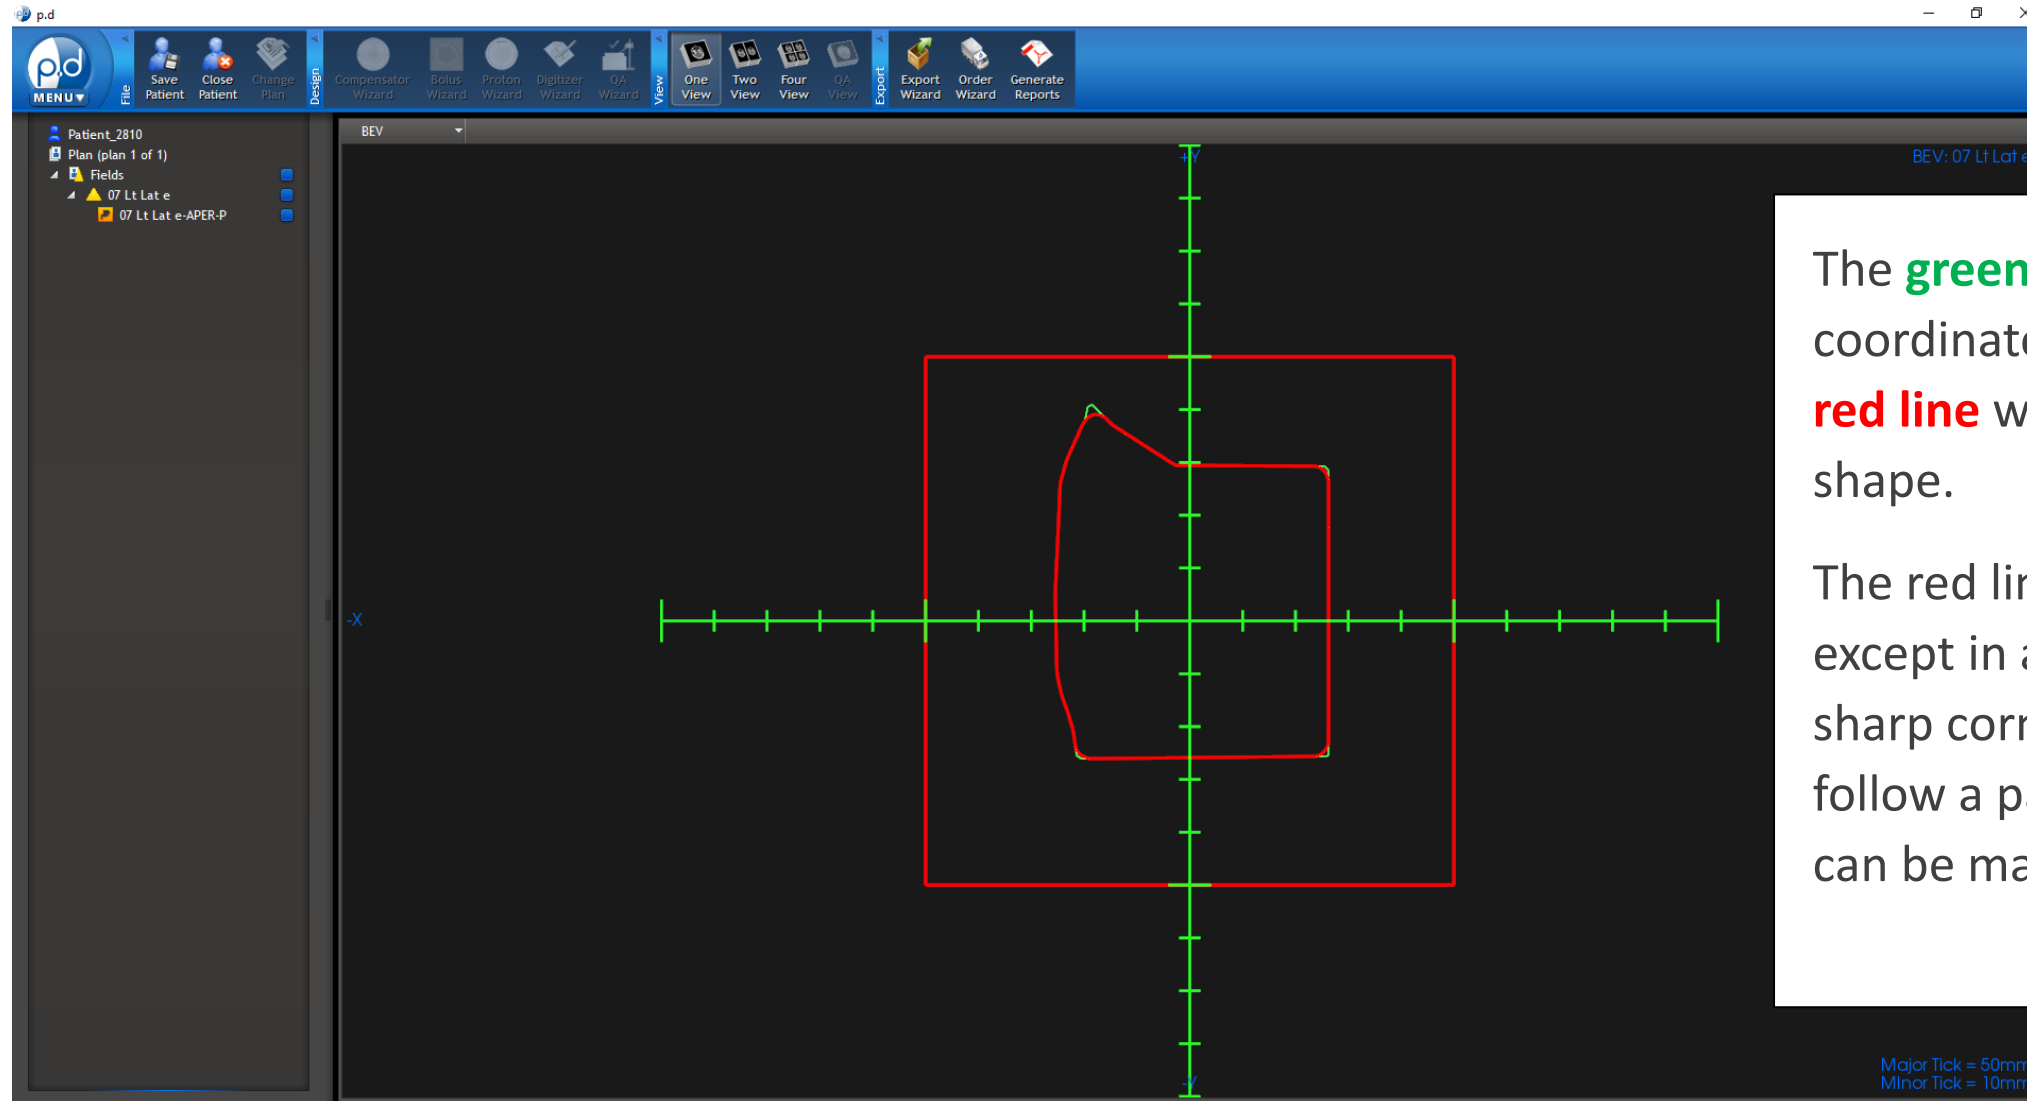 p.d
p.d
MENU
File
Save Patient
Close Patient
Change Plan
Design
Compensator Wizard
Bolus Wizard
Proton Wizard
Digitizer Wizard
QA Wizard
View
One View
Two View
Four View
QA View
Export
Export Wizard
Order Wizard
Generate Reports
Patient_2810
Plan (plan 1 of 1)
Fields
07 Lt Lat e
07 Lt Lat e-APER-P
BEV
+Y
BEV: 07 Lt Lat e
-X
-Y
The green
coordinate
red line w
shape.
The red lin
except in a
sharp corr
follow a pa
can be ma
Major Tick = 50mm
MInor Tick = 10mm